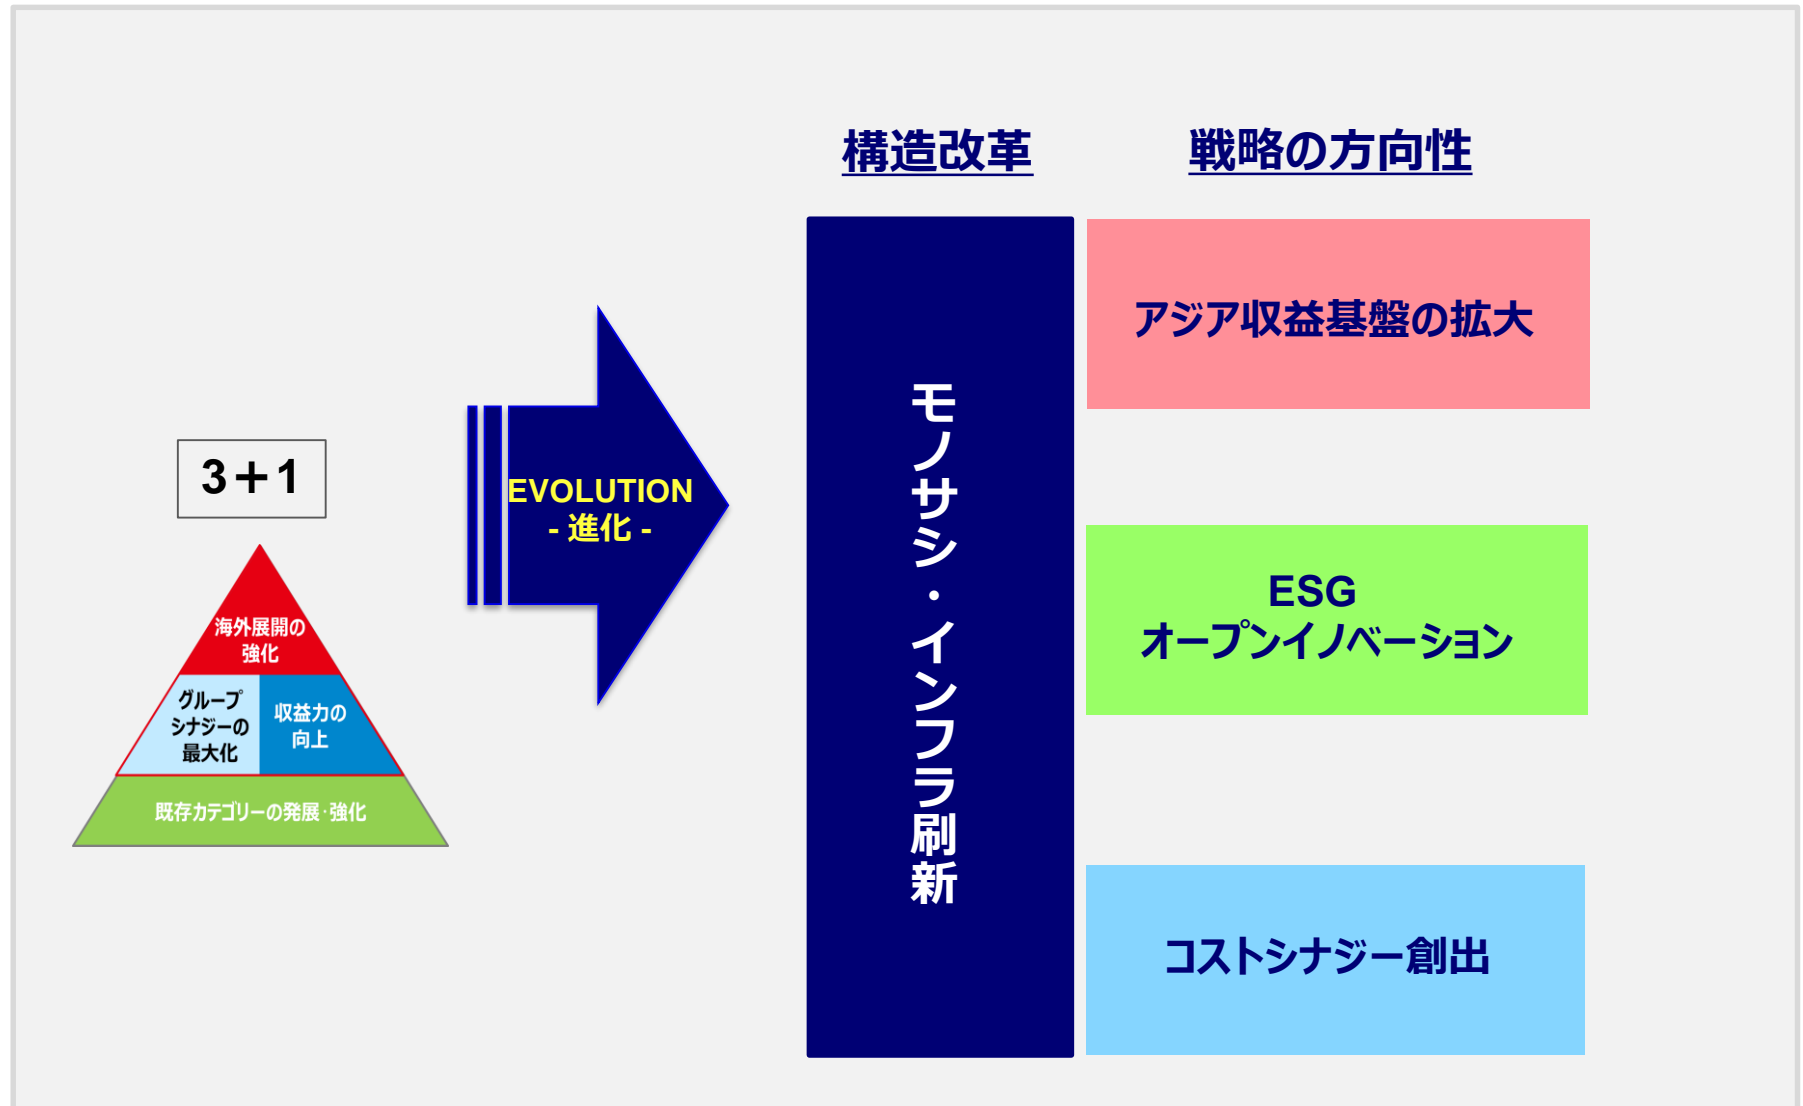 構造改革
戦略の方向性
3＋1
海外展開の
強化
グループ
シナジーの
最大化
収益力の
向上
既存カテゴリーの発展・強化
EVOLUTION
- 進化 -
モノサシ・インフラ刷新
アジア収益基盤の拡大
ESG
オープンイノベーション
コストシナジー創出